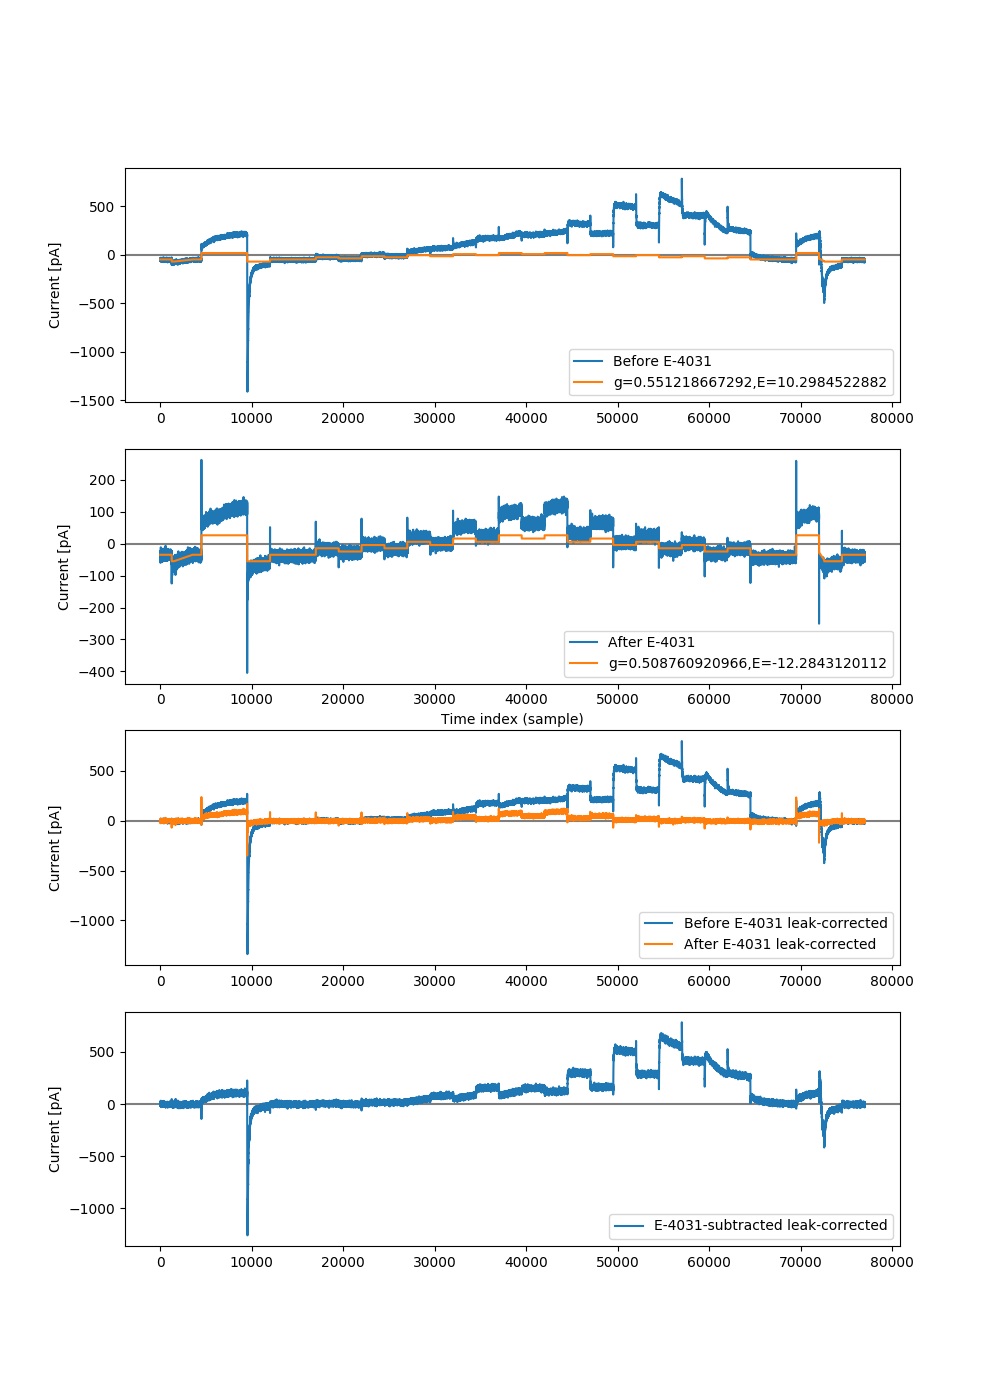 500
0
−500
−1000
−1500
Current [pA]
Before E-4031
g=0.551218667292,E=10.2984522882
0 10000 20000 30000 40000 50000 60000 70000 80000
200
100
0
−100
−200
−300
−400
Current [pA]
After E-4031
g=0.508760920966,E=-12.2843120112
0 10000 20000 30000 40000 50000 60000 70000 80000
Time index (sample)
500
0
−500
−1000
Current [pA]
Before E-4031 leak-corrected
After E-4031 leak-corrected
0 10000 20000 30000 40000 50000 60000 70000 80000
500
0
−500
−1000
Current [pA]
E-4031-subtracted leak-corrected
0 10000 20000 30000 40000 50000 60000 70000 80000